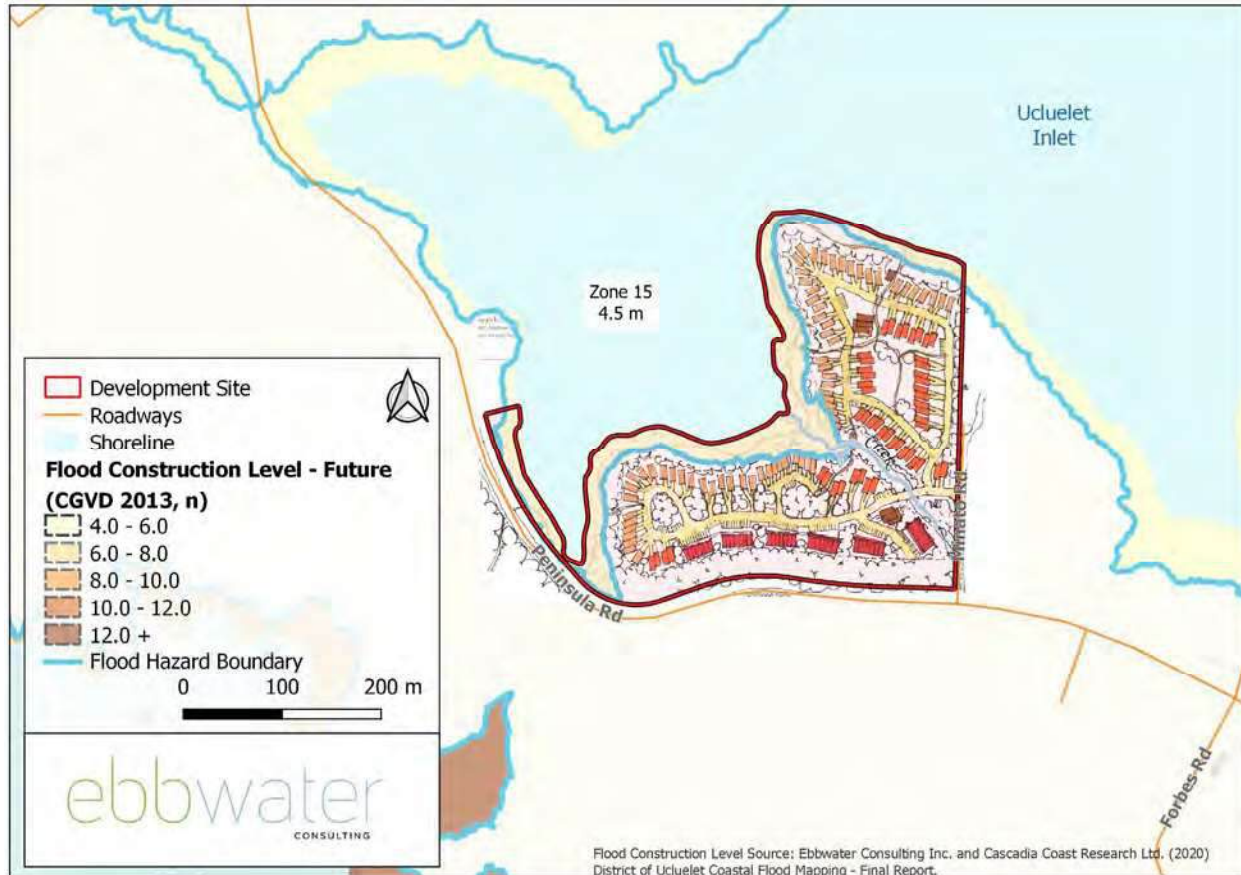 Ucluelet
Inlet
Zone 15
4.5 m
Creek
Minato Rd
Peninsula Rd
Forbes Rd
Development Site
Roadways
Shoreline
Flood Construction Level - Future
(CGVD 2013, n)
4.0 - 6.0
6.0 - 8.0
8.0 - 10.0
10.0 - 12.0
12.0 +
Flood Hazard Boundary
0 100 200 m
ebbwater
CONSULTING
Flood Construction Level Source: Ebbwater Consulting Inc. and Cascadia Coast Research Ltd. (2020)
District of Ucluelet Coastal Flood Mapping - Final Report.